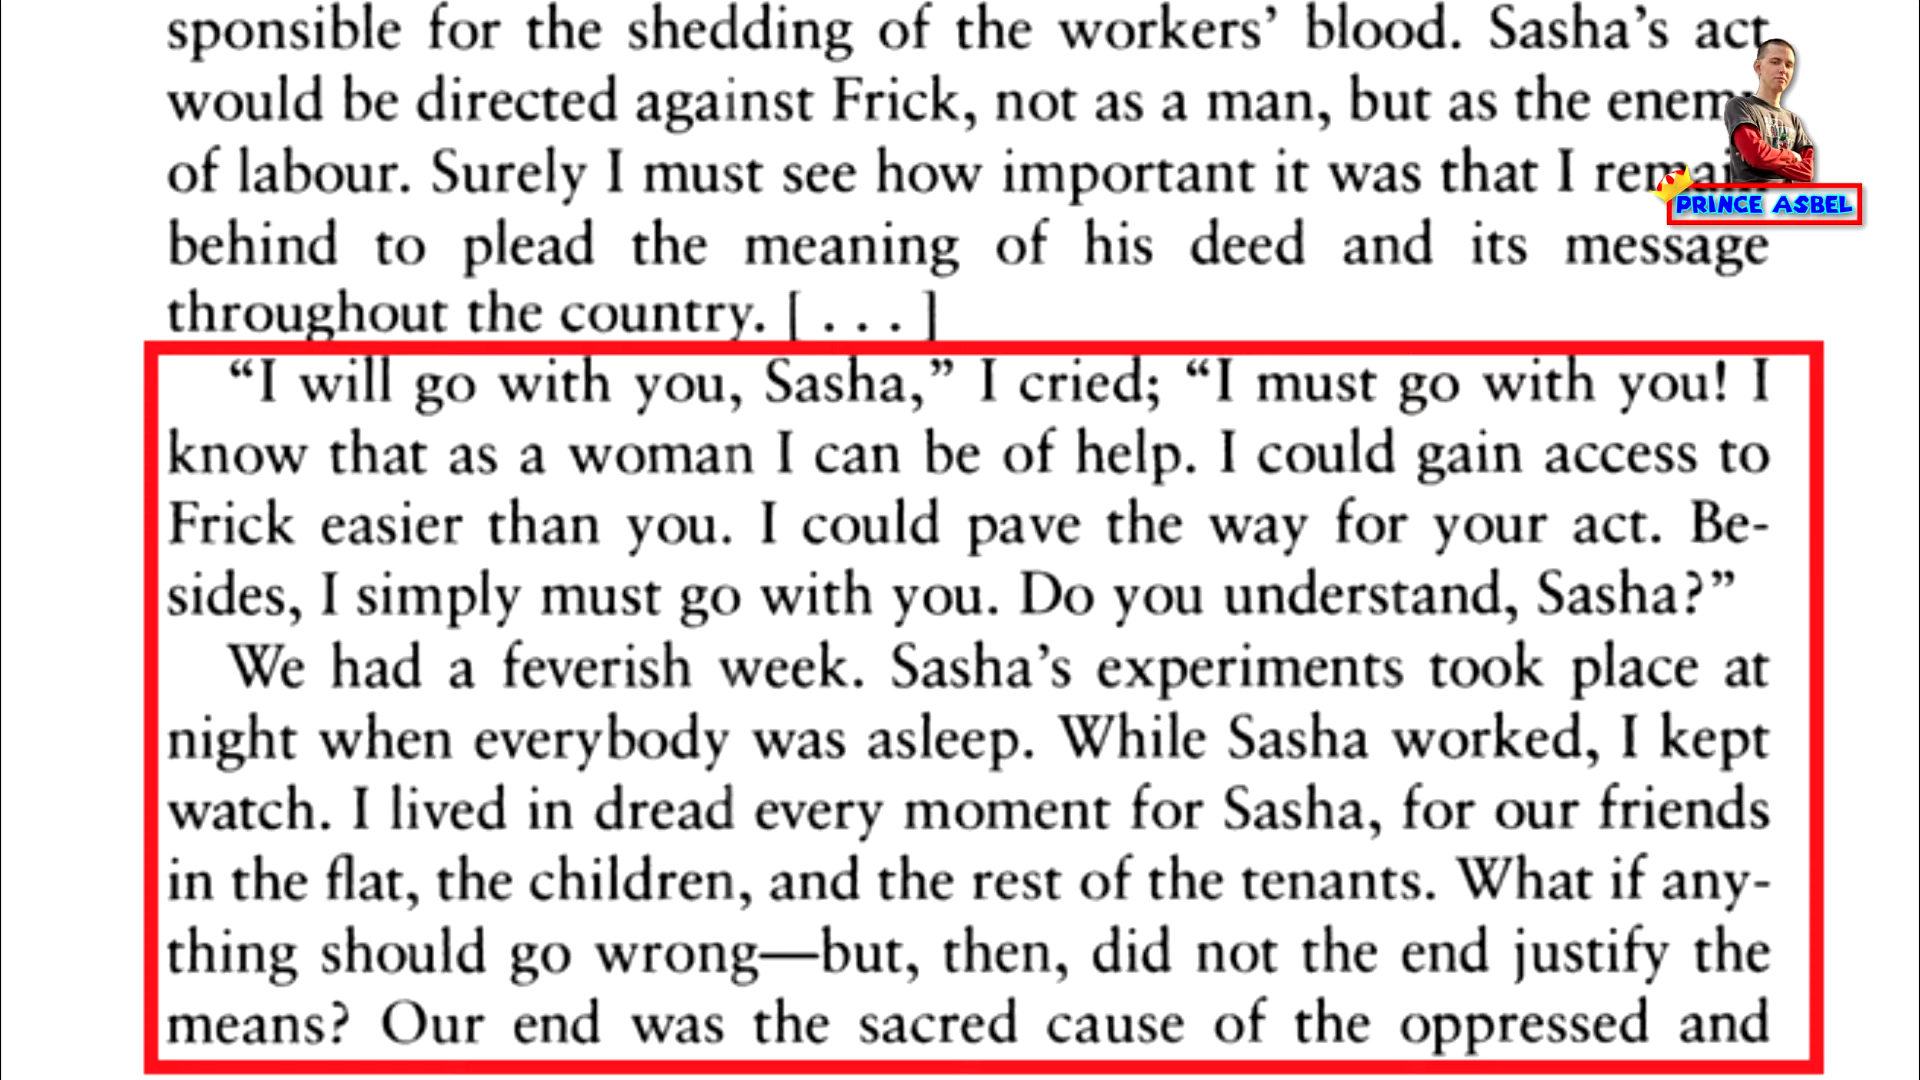 sponsible for the shedding of the workers’ blood. Sasha’s act
would be directed against Frick, not as a man, but as the enemy
of labour. Surely I must see how important it was that I remain
behind to plead the meaning of his deed and its message
throughout the country. [ . . . ]
“I will go with you, Sasha,” I cried; “I must go with you! I
know that as a woman I can be of help. I could gain access to
Frick easier than you. I could pave the way for your act. Be-
sides, I simply must go with you. Do you understand, Sasha?”
We had a feverish week. Sasha’s experiments took place at
night when everybody was asleep. While Sasha worked, I kept
watch. I lived in dread every moment for Sasha, for our friends
in the flat, the children, and the rest of the tenants. What if any-
thing should go wrong—but, then, did not the end justify the
means? Our end was the sacred cause of the oppressed and
PRINCE ASBEL